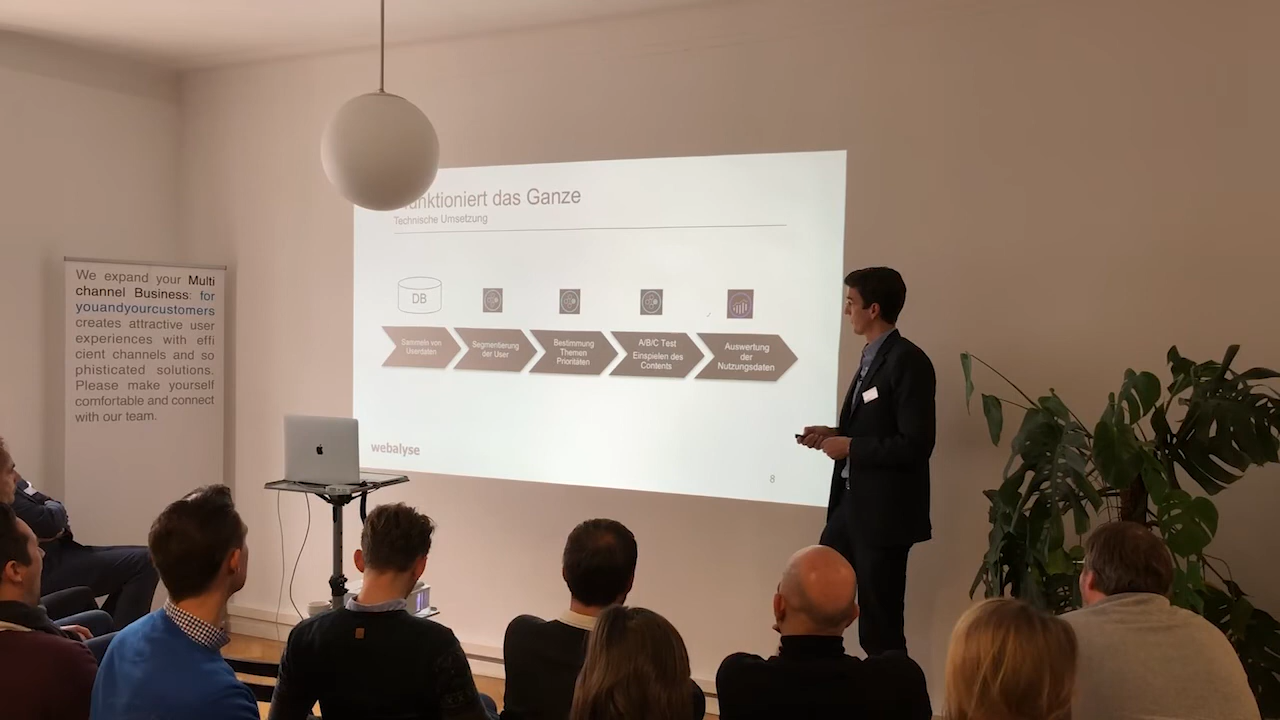 We expand your Multi
channel Business: for
youandyourcustomers
creates attractive user
experiences with effi
cient channels and so
phisticated solutions.
Please make yourself
comfortable and connect
with our team.
funktioniert das Ganze
Technische Umsetzung
DB
Sammeln von
Userdaten
Segmentierung
der User
Bestimmung
Themen
Prioritäten
A/B/C Test
Einspielen des
Contents
Auswertung
der
Nutzungsdaten
webalyse
8